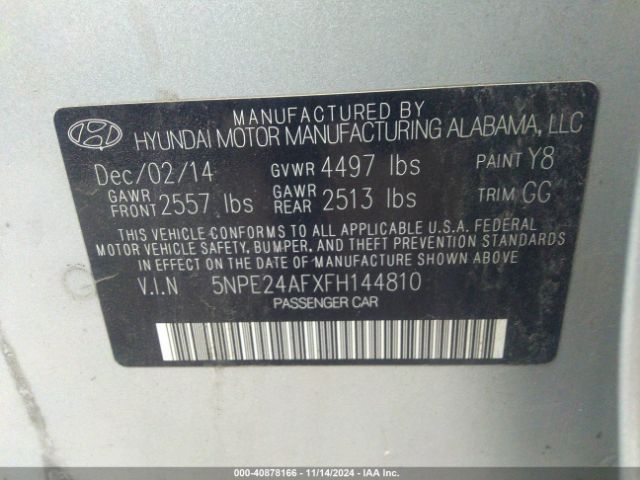 MANUFACTURED BY
HYUNDAI MOTOR MANUFACTURING ALABAMA, LLC
Dec/02/14 GVWR 4497 lbs PAINT Y8
GAWR FRONT 2557 lbs GAWR REAR 2513 lbs TRIM GG
THIS VEHICLE CONFORMS TO ALL APPLICABLE U.S.A. FEDERAL
MOTOR VEHICLE SAFETY, BUMPER, AND THEFT PREVENTION STANDARDS
IN EFFECT ON THE DATE OF MANUFACTURE SHOWN ABOVE
V.I.N 5NPE24AFXFH144810
PASSENGER CAR
000-40878166 - 11/14/2024 - IAA Inc.